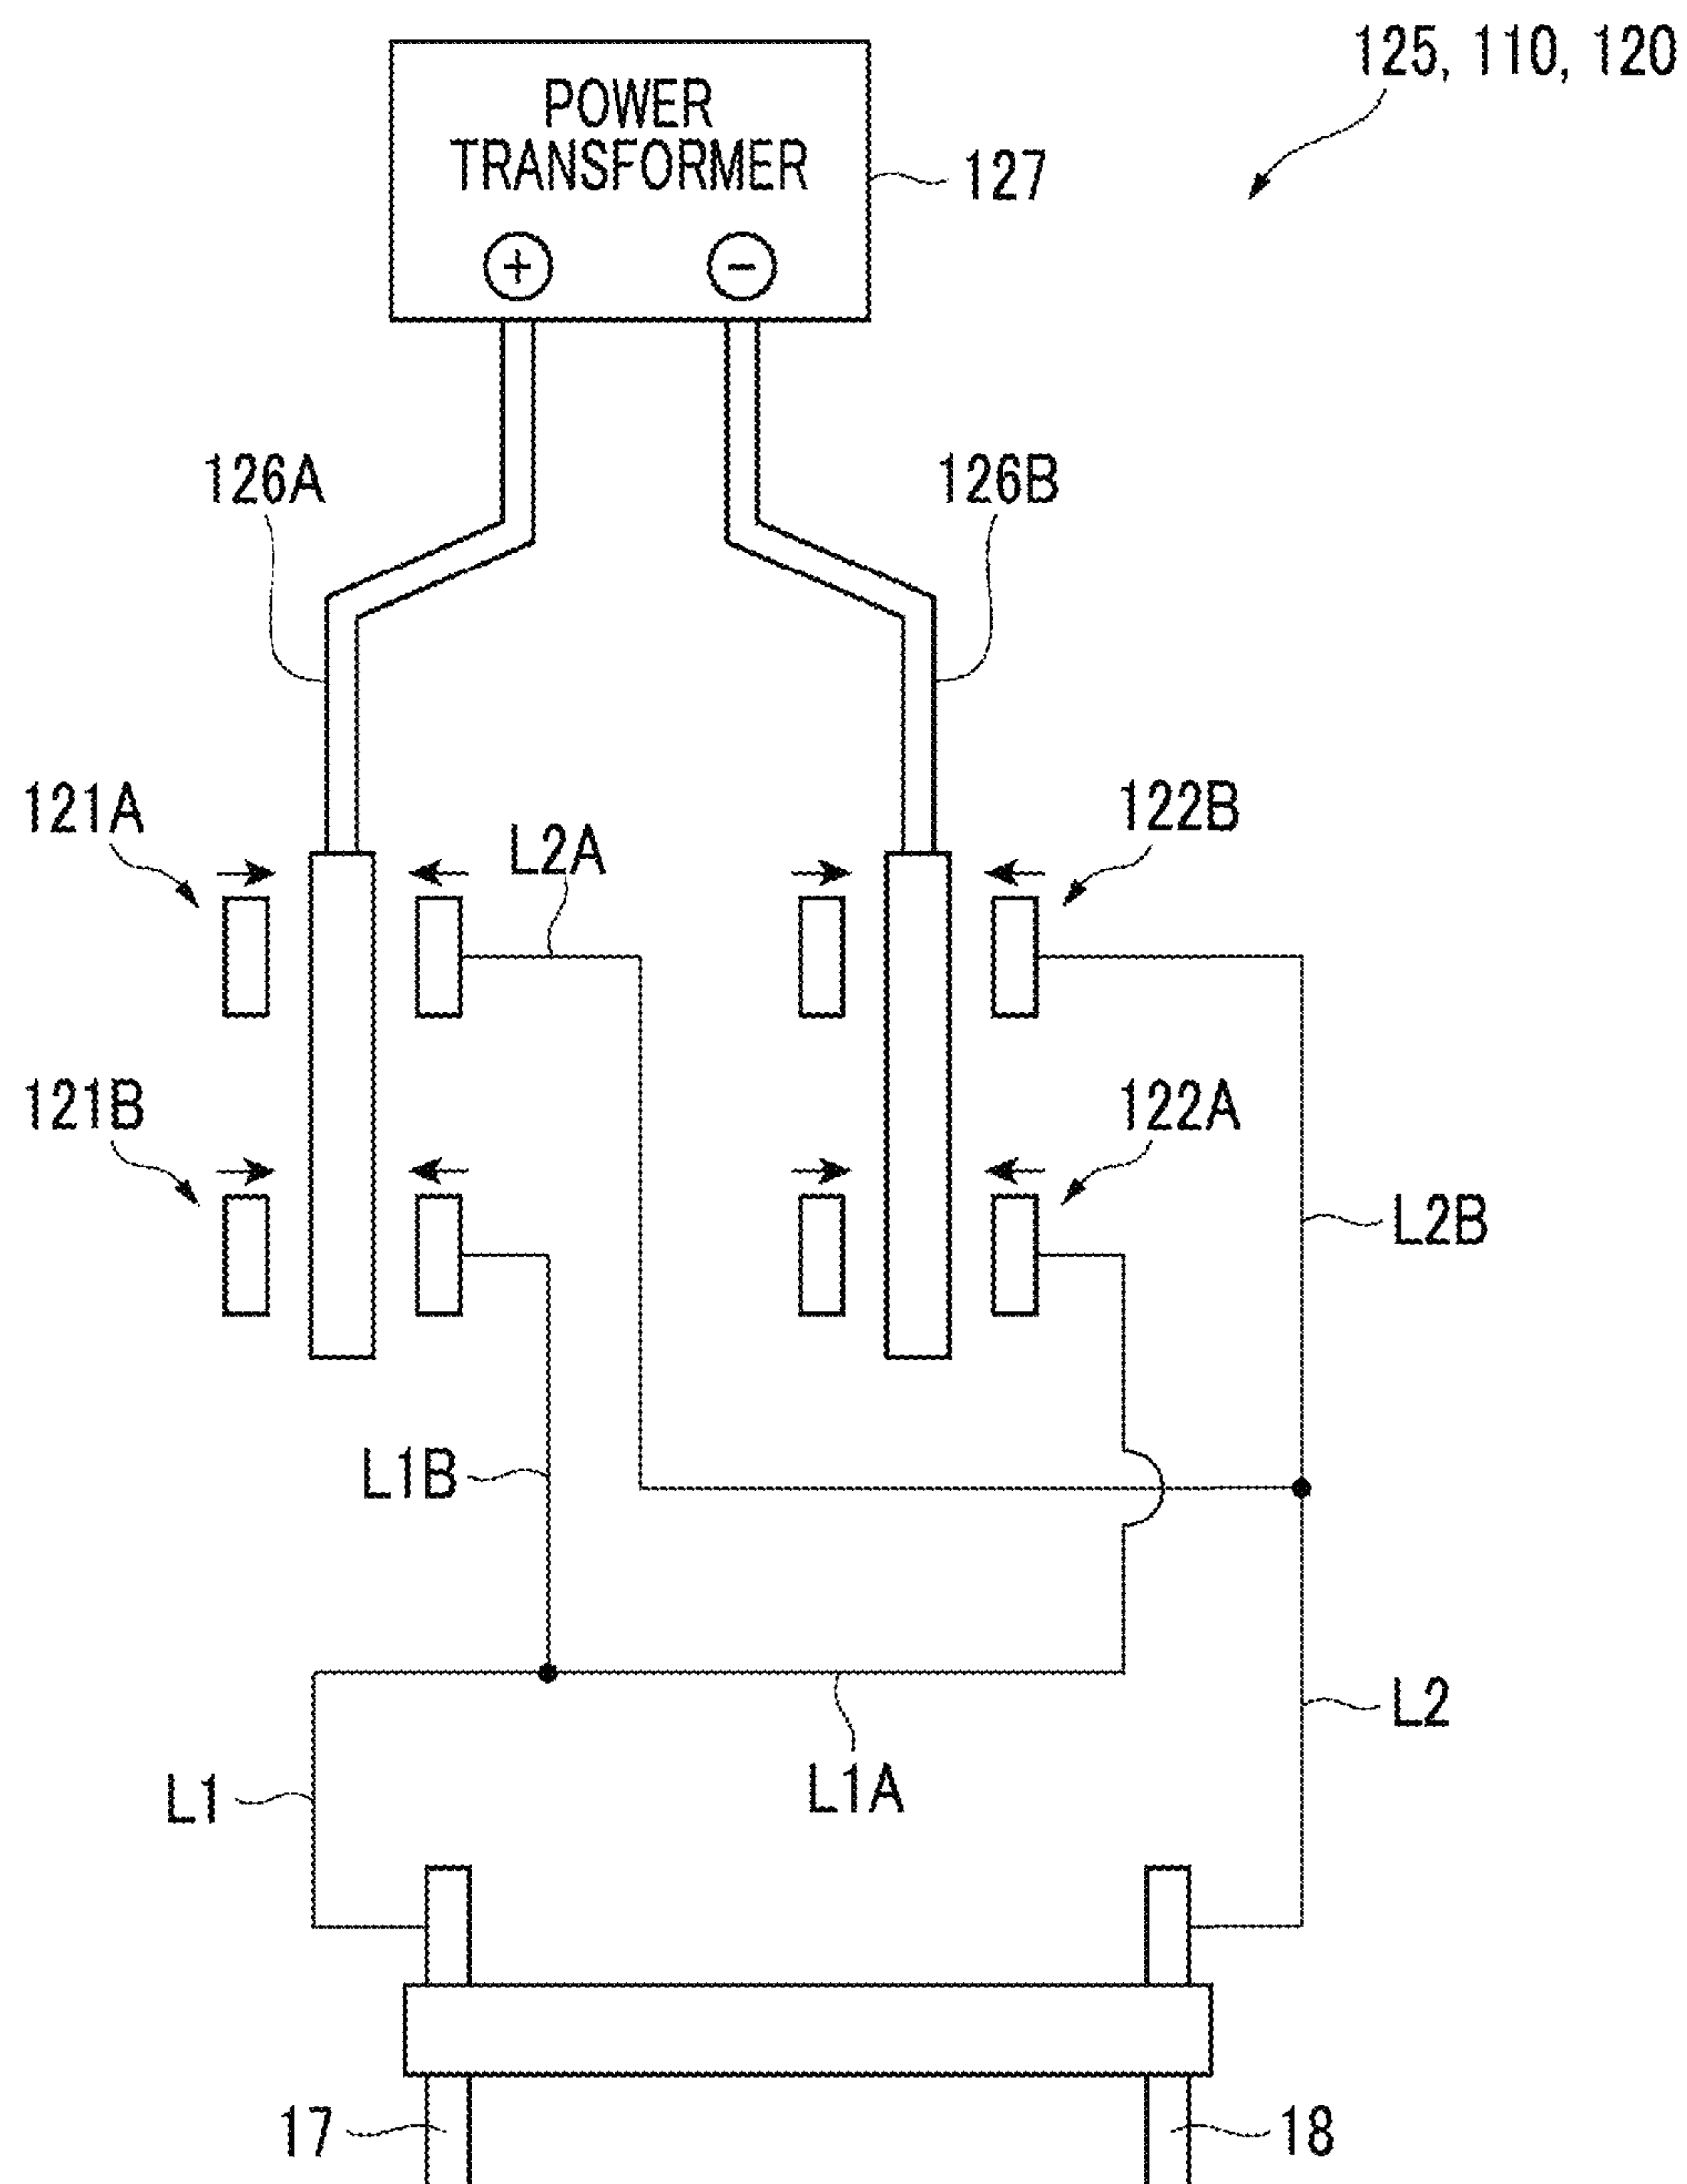 125, 110, 120
POWER
TRANSFORMER
+
−
127
126A
126B
121A
L2A
122B
121B
122A
L2B
L1B
L2
L1
L1A
17
18